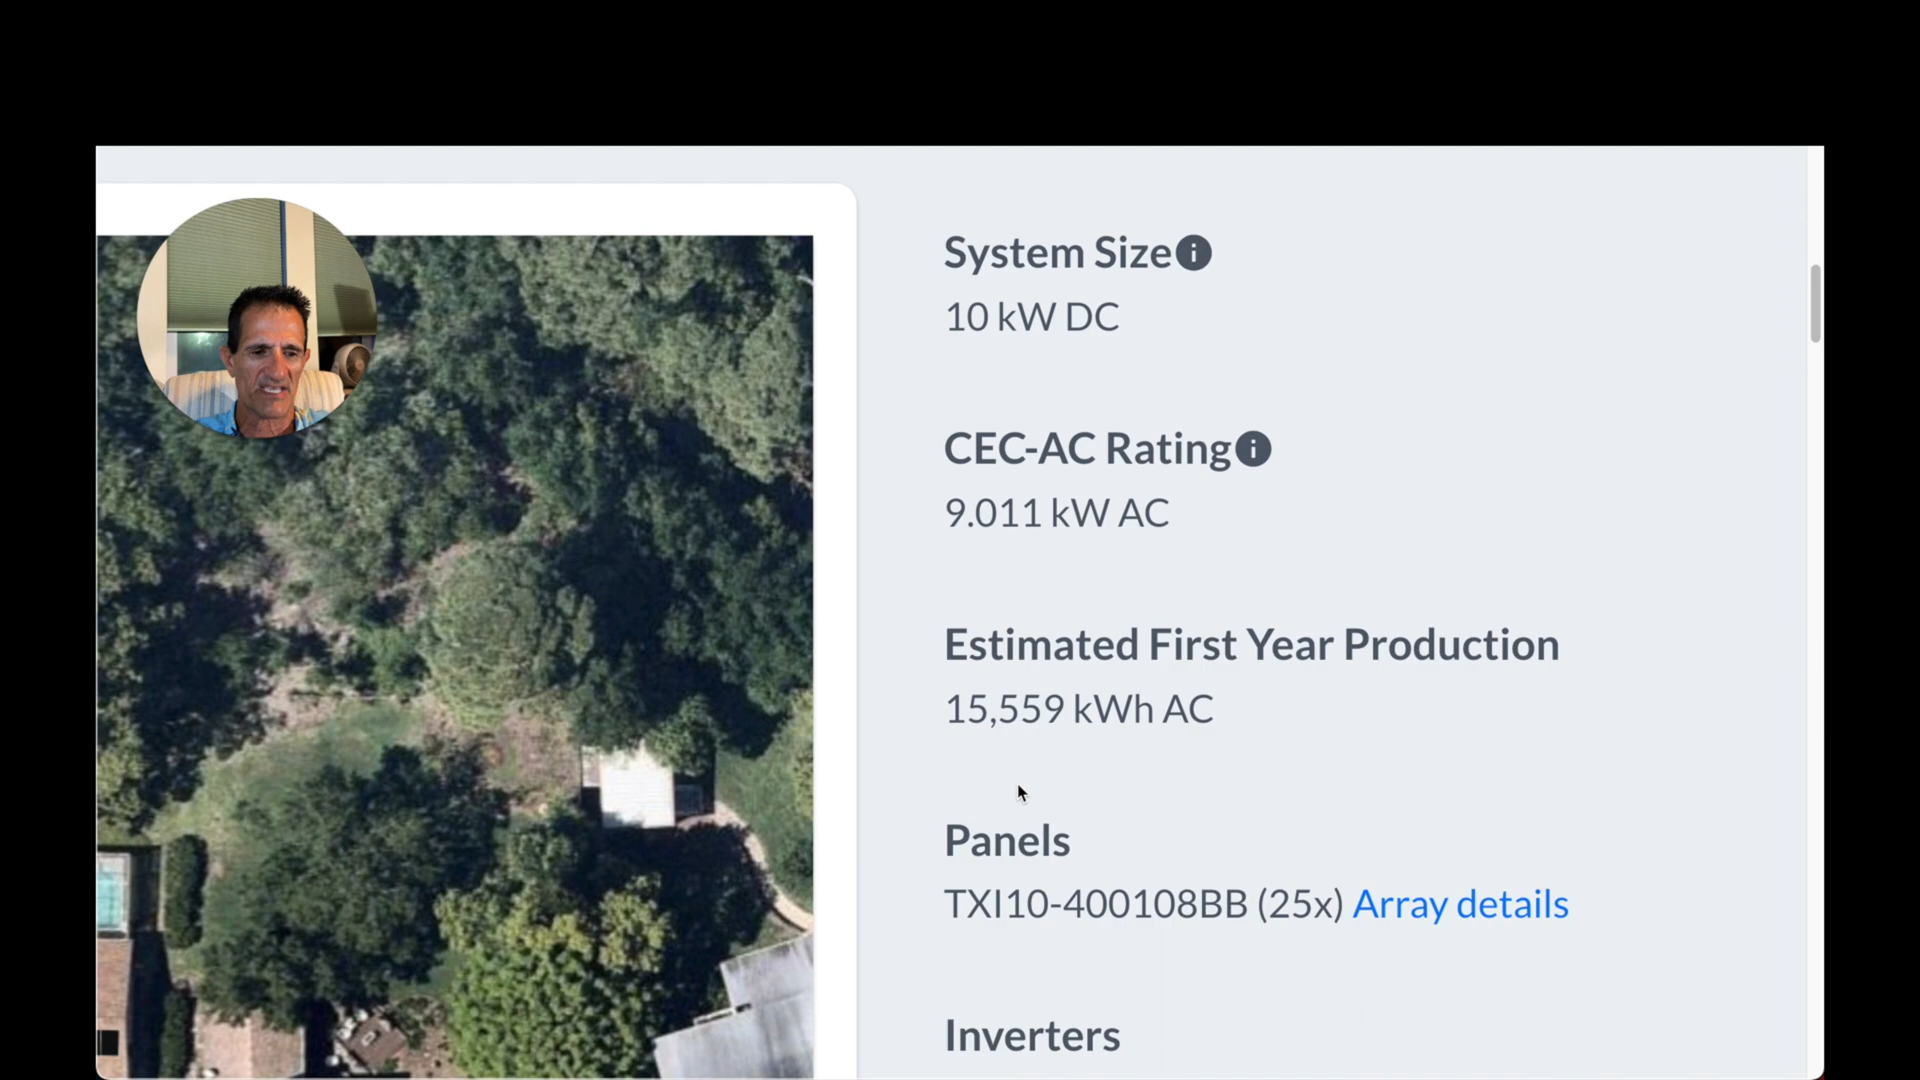 System Size
10 kW DC
CEC-AC Rating
9.011 kW AC
Estimated First Year Production
15,559 kWh AC
Panels
TXI10-400108BB (25x) Array details
Inverters